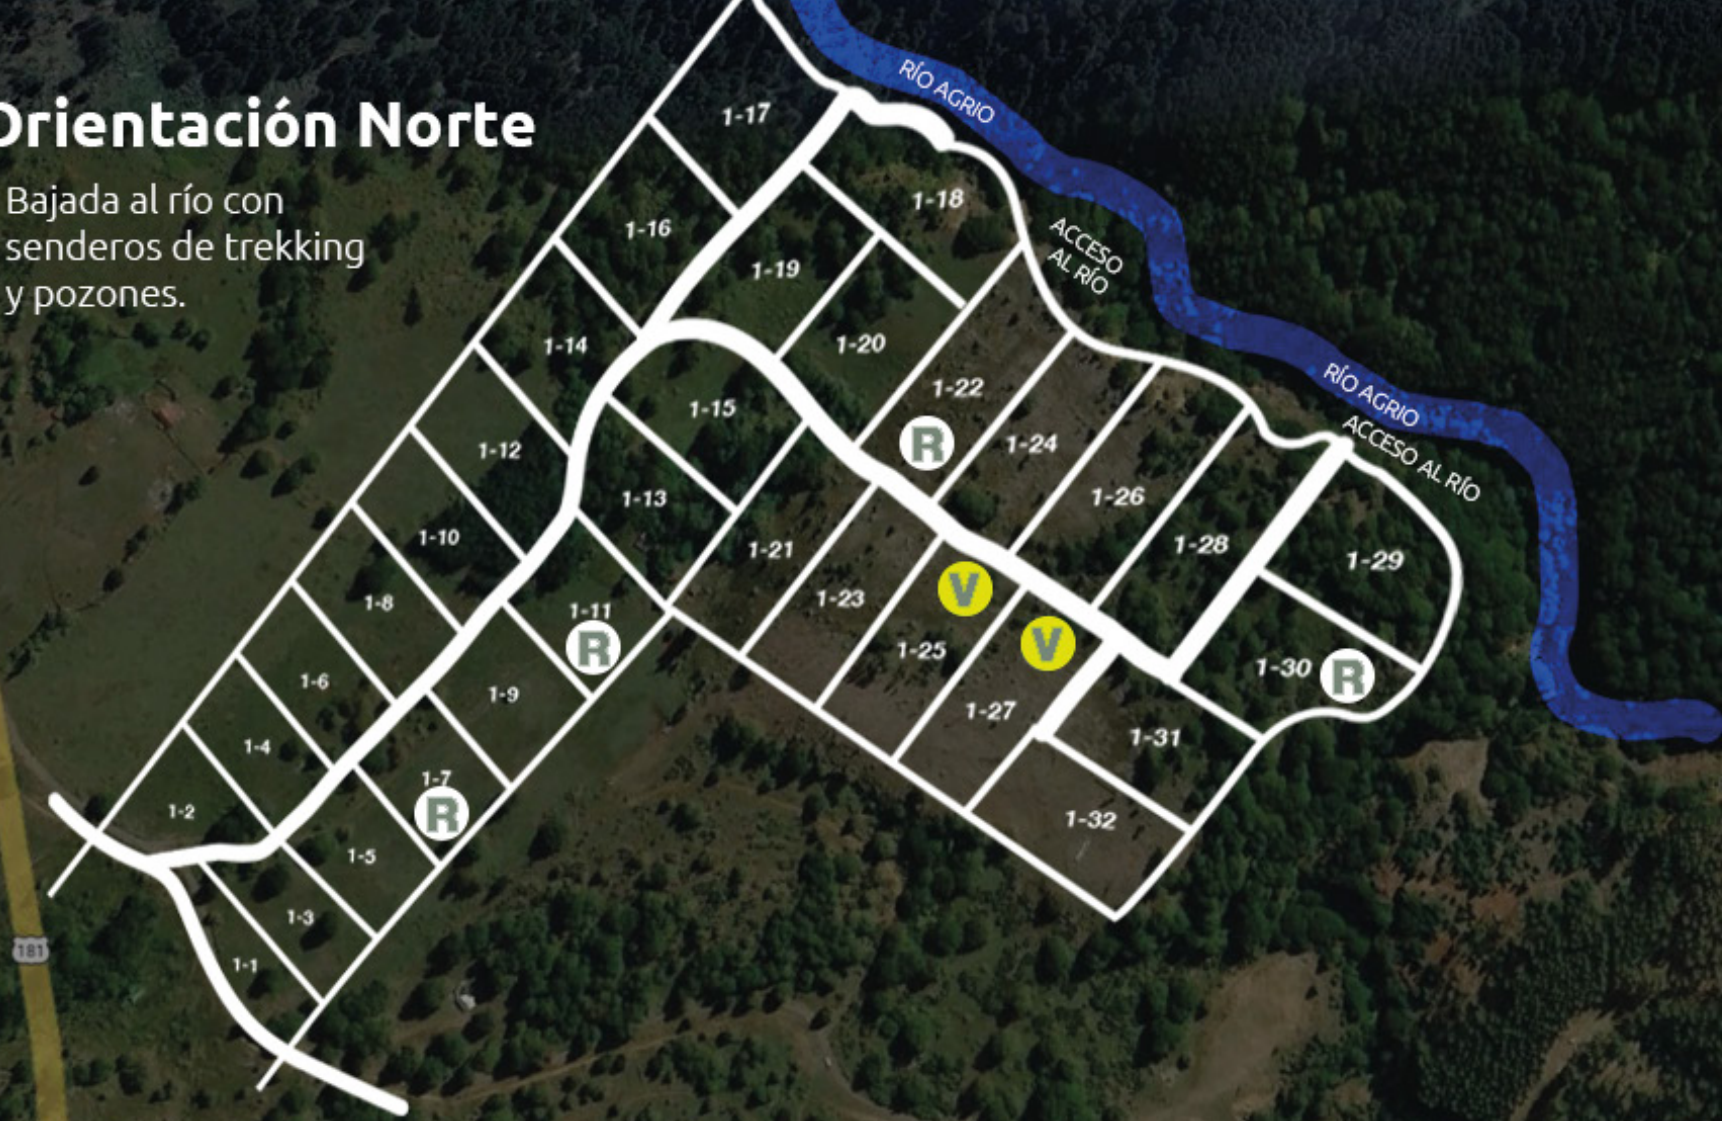 Orientación Norte
Bajada al río con
senderos de trekking
y pozones.
RÍO AGRIO
ACCESO
AL RÍO
RÍO AGRIO
ACCESO AL RÍO
1-17
1-18
1-16
1-19
1-14
1-20
1-22
R
1-15
1-24
1-12
1-13
1-26
1-10
1-21
1-28
1-29
1-8
1-11
R
1-23
V
V
1-25
1-30
R
1-6
1-9
1-27
1-31
1-4
1-7
R
1-2
1-32
1-5
1-3
1-1
181